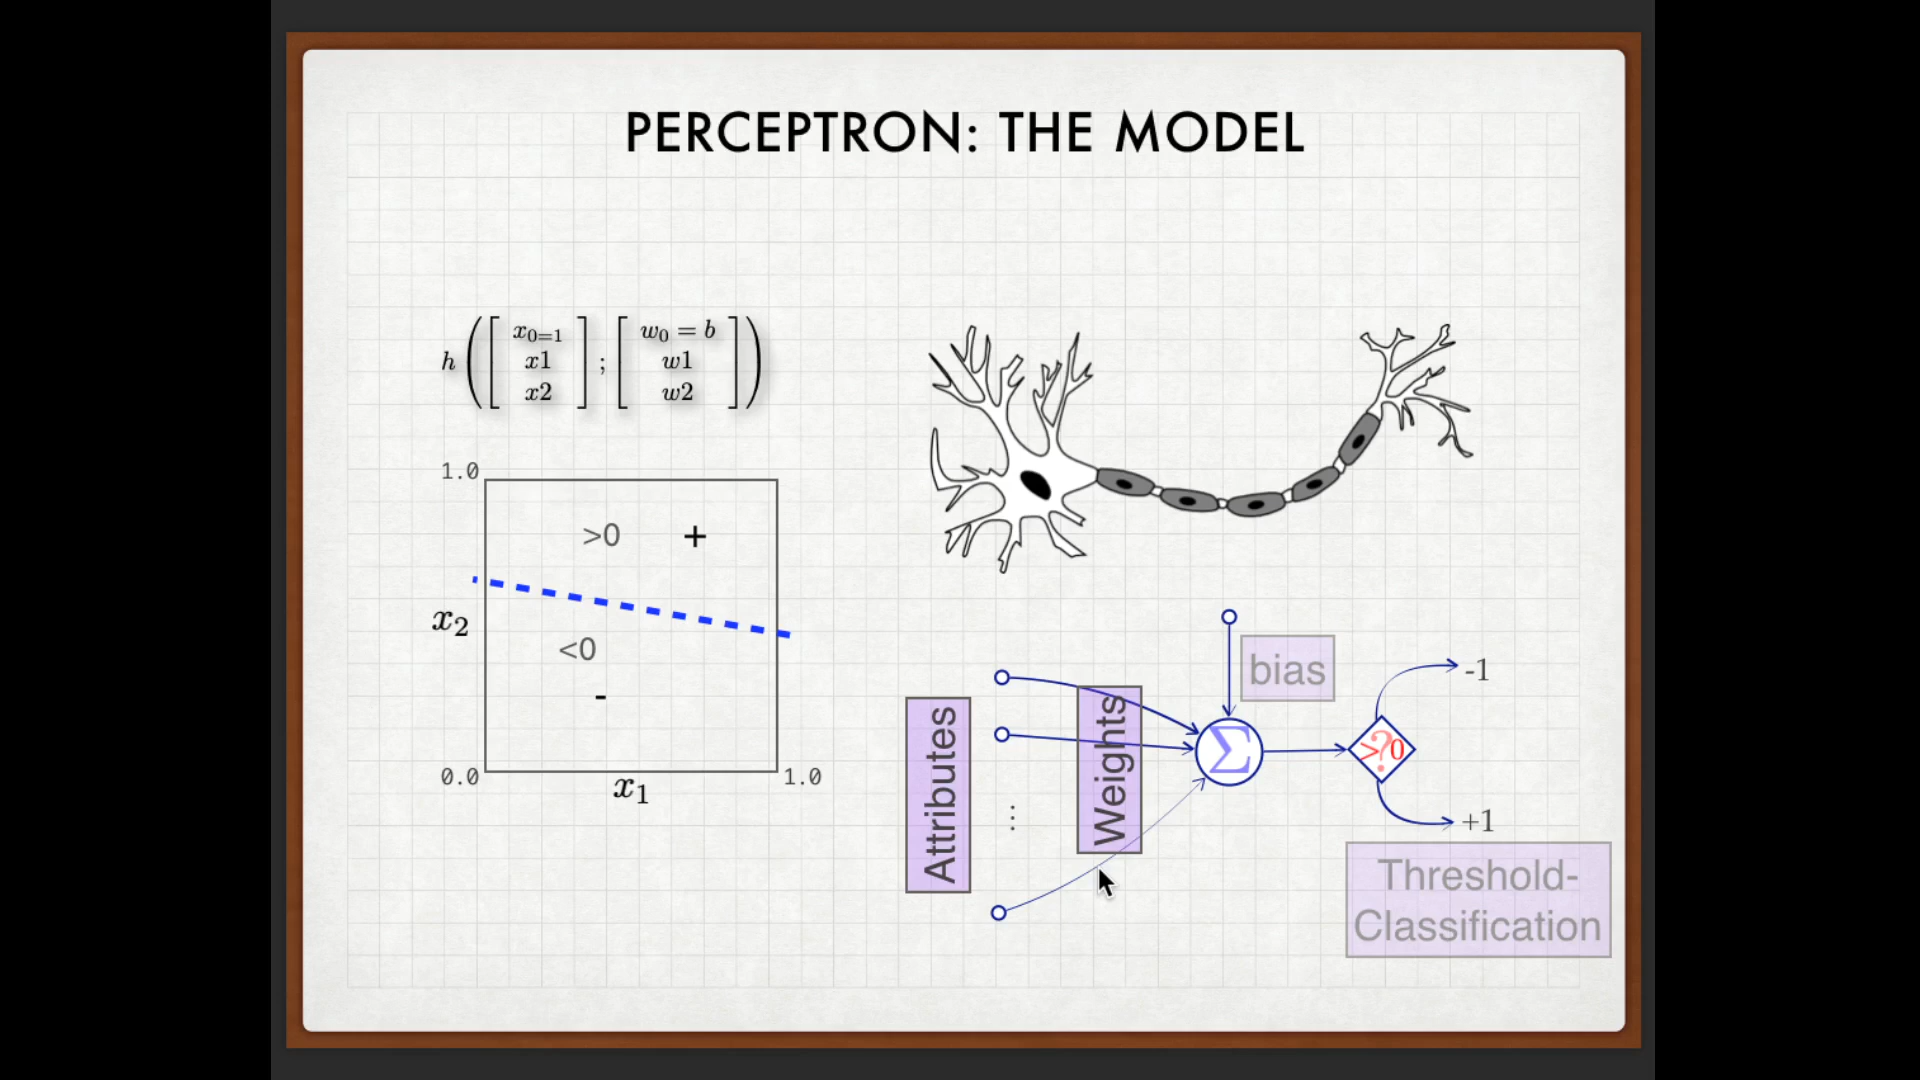 PERCEPTRON: THE MODEL
h([x₀₌₁ x1 x2];[w₀ = b w1 w2])
1.0
>0 +
x₂
<0
-
0.0
x₁
1.0
bias
Attributes
⋮
Weights
Σ
>?0
-1
+1
Threshold-
Classification